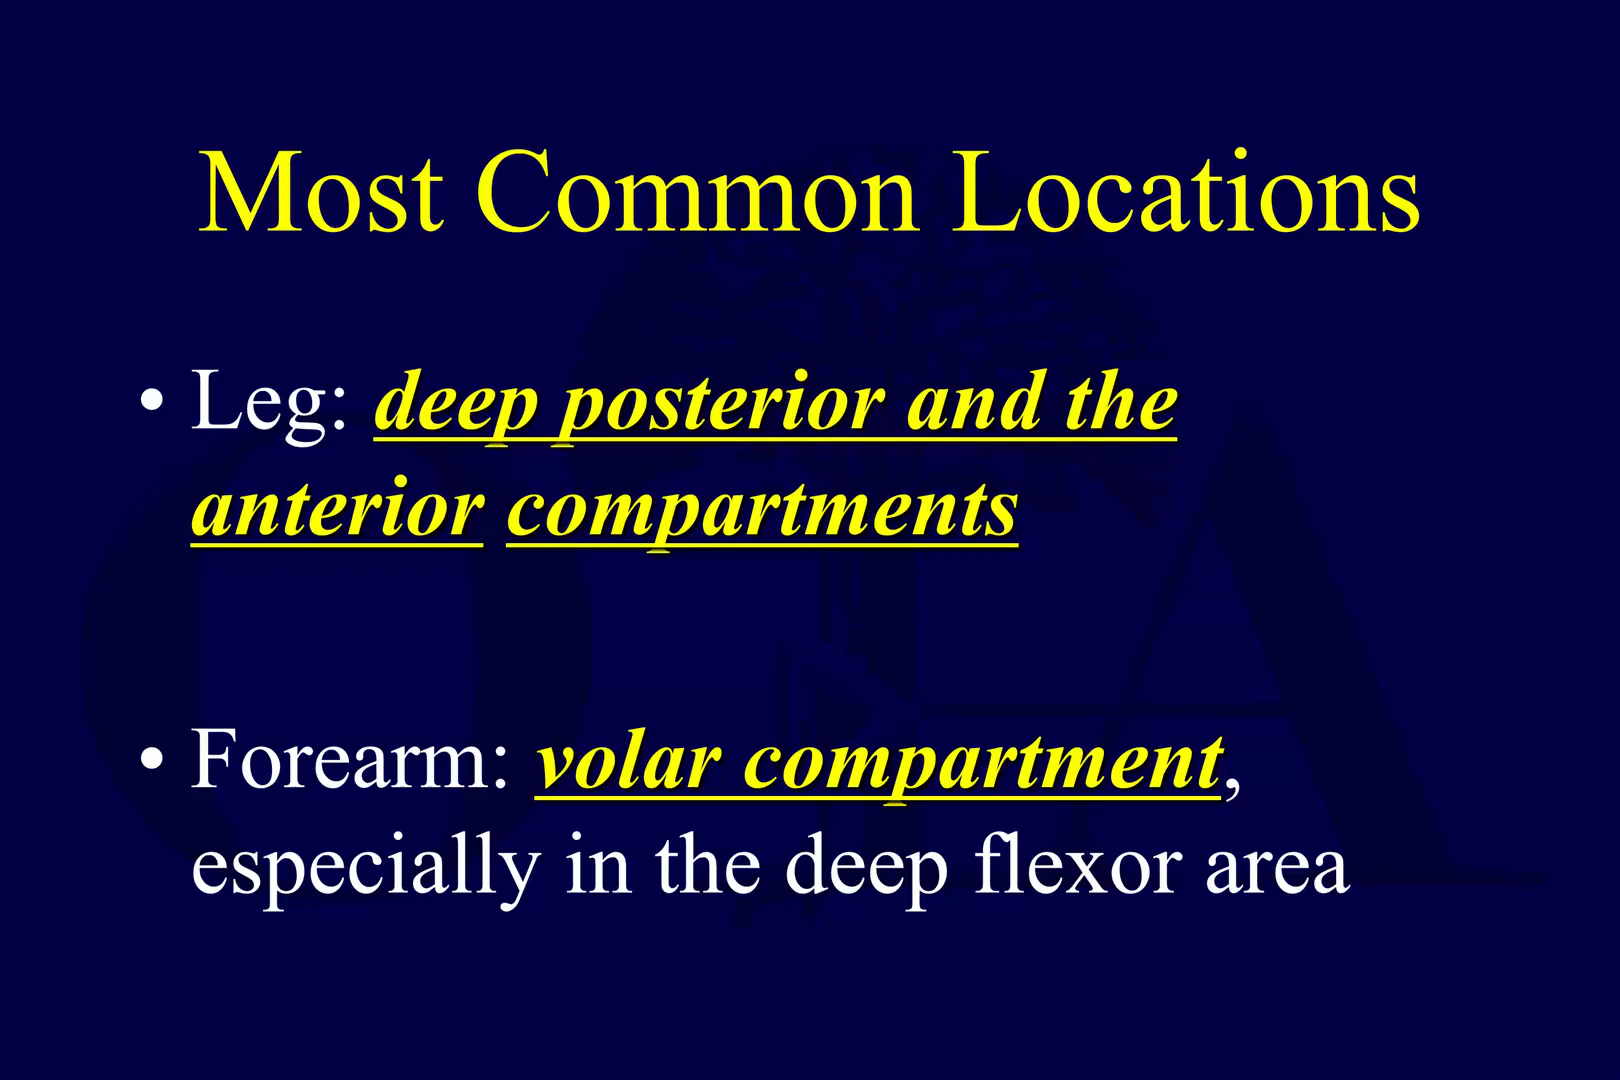 Most Common Locations
• Leg: deep posterior and the
anterior compartments
• Forearm: volar compartment,
especially in the deep flexor area
OTA